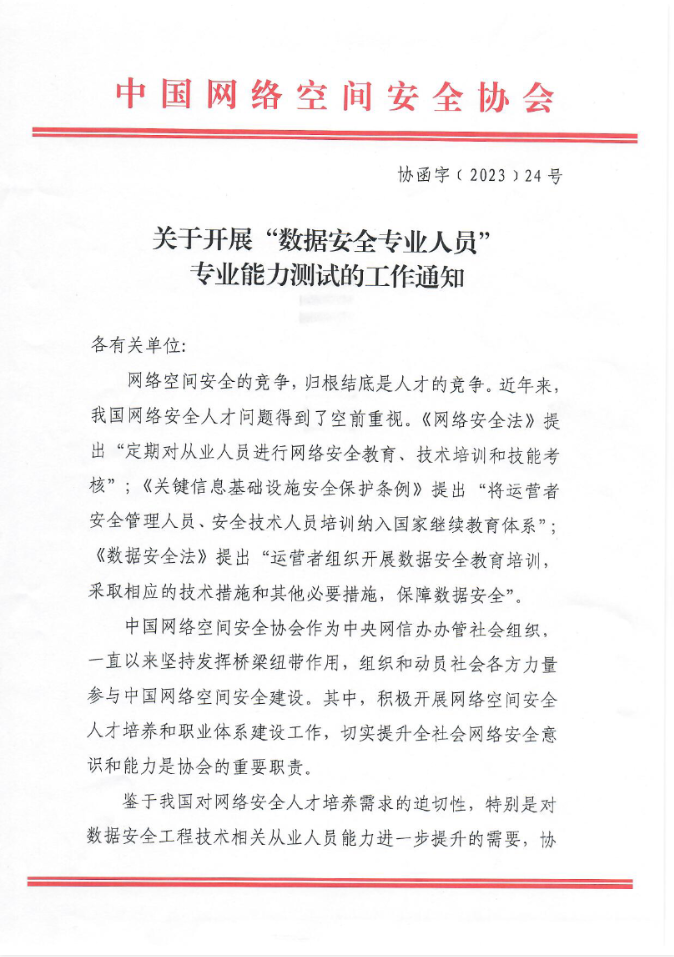 中国网络空间安全协会
协函字〔2023〕24号
关于开展“数据安全专业人员”
专业能力测试的工作通知
各有关单位：
网络空间安全的竞争，归根结底是人才的竞争。近年来，
我国网络安全人才问题得到了空前重视。《网络安全法》提
出“定期对从业人员进行网络安全教育、技术培训和技能考
核”；《关键信息基础设施安全保护条例》提出“将运营者
安全管理人员、安全技术人员培训纳入国家继续教育体系”；
《数据安全法》提出“运营者组织开展数据安全教育培训，
采取相应的技术措施和其他必要措施，保障数据安全”。
中国网络空间安全协会作为中央网信办办管社会组织，
一直以来坚持发挥桥梁纽带作用，组织和动员社会各方力量
参与中国网络空间安全建设。其中，积极开展网络空间安全
人才培养和职业体系建设工作，切实提升全社会网络安全意
识和能力是协会的重要职责。
鉴于我国对网络安全人才培养需求的迫切性，特别是对
数据安全工程技术相关从业人员能力进一步提升的需要，协